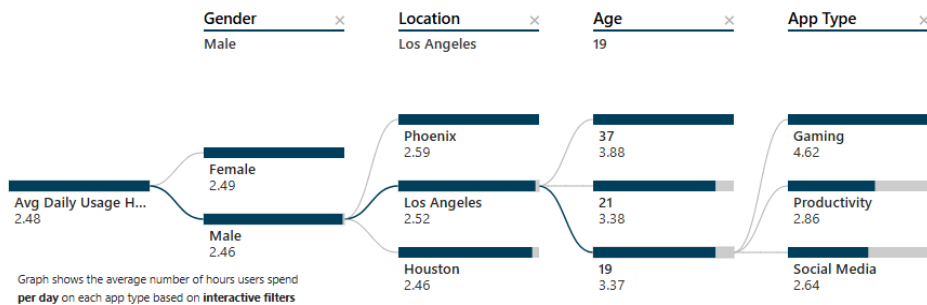 Gender ×
Male
Location ×
Los Angeles
Age ×
19
App Type ×
Avg Daily Usage H...
2.48
Female
2.49
Male
2.46
Phoenix
2.59
Los Angeles
2.52
Houston
2.46
37
3.88
21
3.38
19
3.37
Gaming
4.62
Productivity
2.86
Social Media
2.64
Graph shows the average number of hours users spend
per day on each app type based on interactive filters